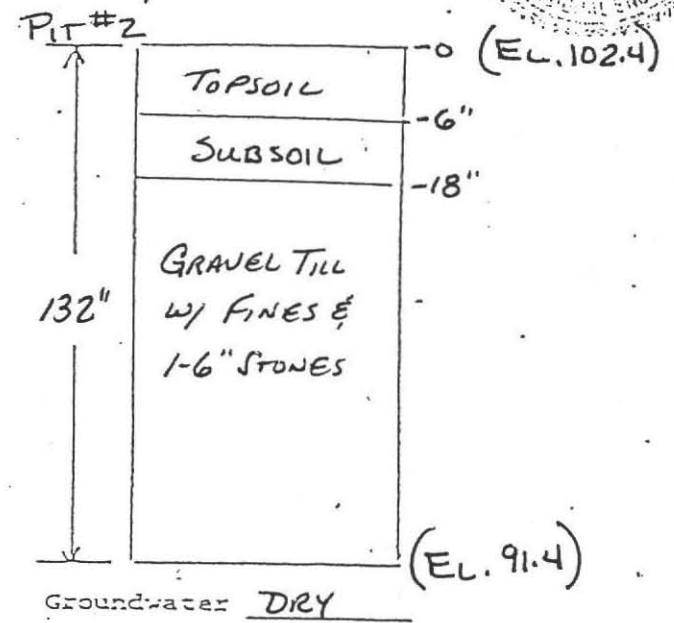 PIT #2
-0 (EL. 102.4)
TOPSOIL
-6"
SUBSOIL
-18"
GRAVEL TILL
132" W/ FINES &
1-6" STONES
(EL. 91.4)
Groundwater DRY